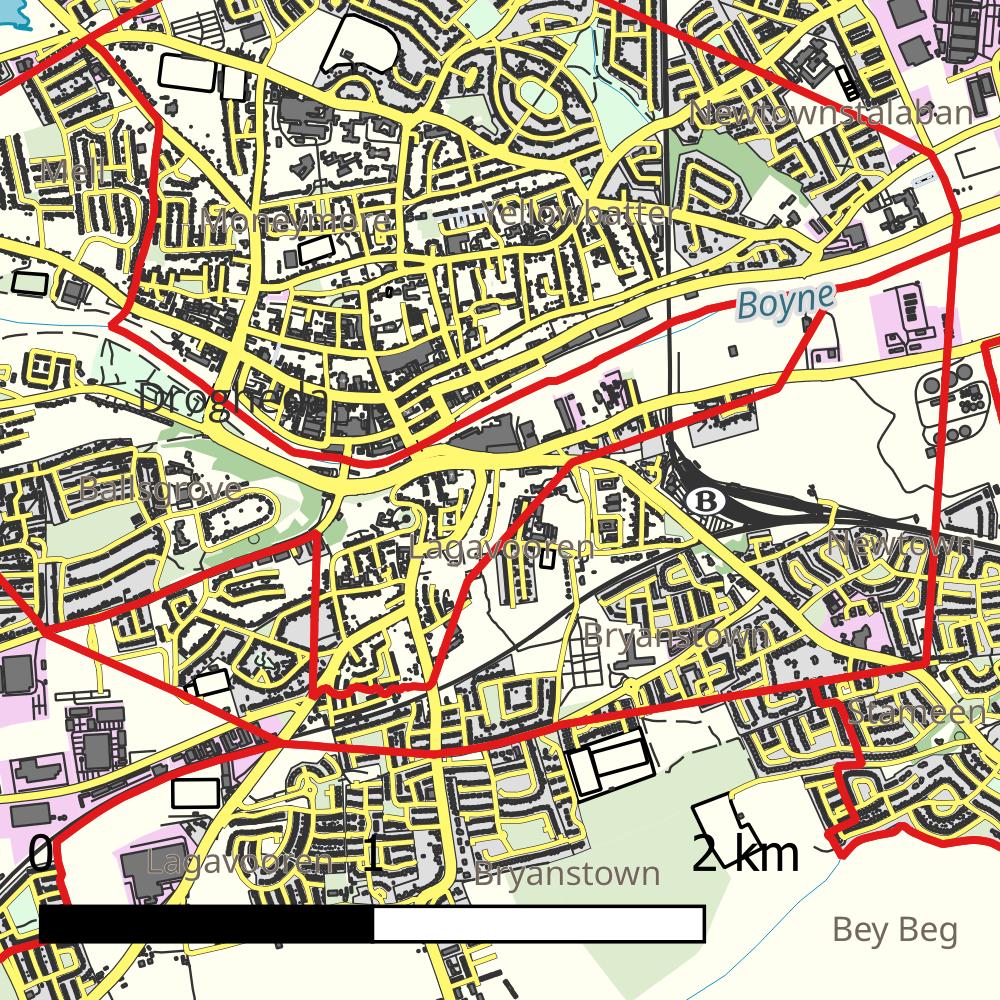 Newtownstalaban
Mell
Moneymore
Yellowbatter
Boyne
Drogheda
Ballsgrove
B
Lagavooren
Newtown
Bryanstown
Stameen
0
1
2 km
Lagavooren
Bryanstown
Bey Beg